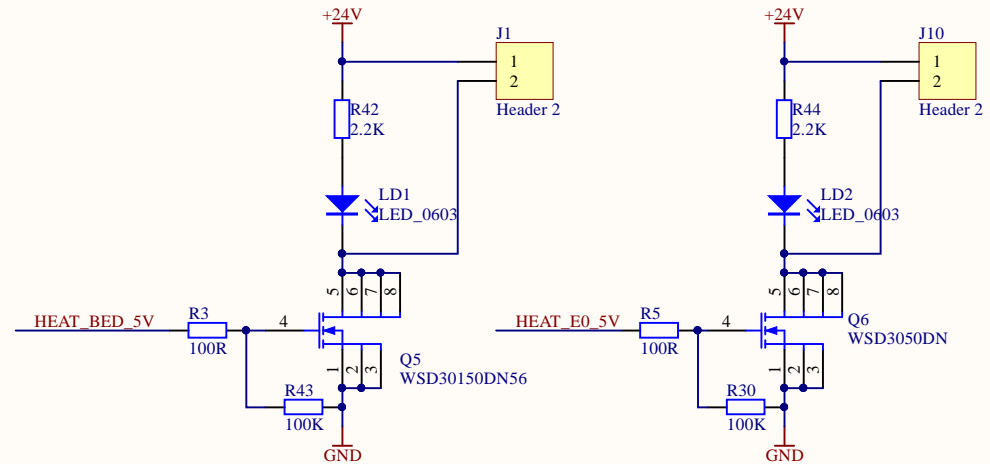 +24V
J1
1
2
Header 2
R42
2.2K
LD1
LED_0603
5
6
7
8
HEAT_BED_5V
R3
100R
4
Q5
WSD30150DN56
1
2
3
R43
100K
GND
+24V
J10
1
2
Header 2
R44
2.2K
LD2
LED_0603
5
6
7
8
HEAT_E0_5V
R5
100R
4
Q6
WSD3050DN
1
2
3
R30
100K
GND